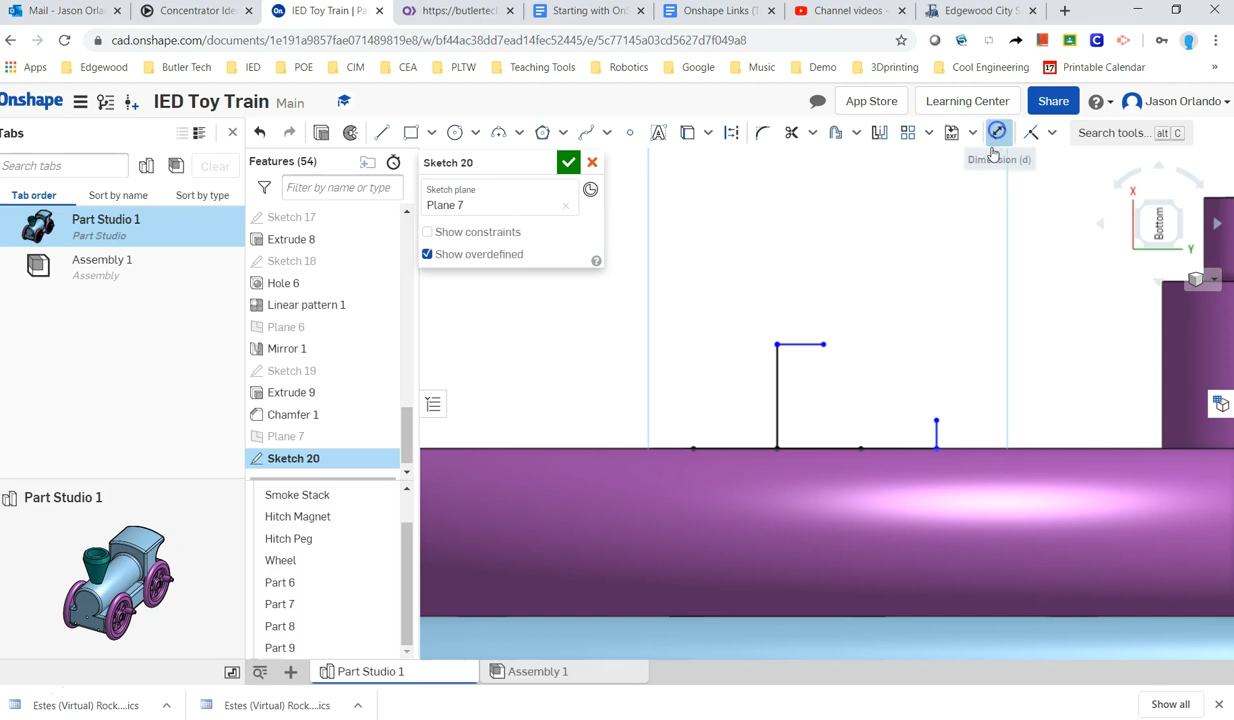 Mail - Jason Orlando
Concentrator Ide
IED Toy Train | Pa
https://butlertec
Starting with OnS
Onshape Links (T
Channel videos -
Edgewood City S
cad.onshape.com/documents/1e191a9857fae071489819e8/w/bf44ac38dd7ead14fec52445/e/5c77145a03cd5627d7f049a8
Apps Edgewood Butler Tech IED POE CIM CEA PLTW Teaching Tools Robotics Google Music Demo 3Dprinting Cool Engineering 17 Printable Calendar »
Onshape IED Toy Train Main App Store Learning Center Share Jason Orlando
Tabs
Search tabs Clear
Tab order Sort by name Sort by type
Part Studio 1
Part Studio
Assembly 1
Assembly
Part Studio 1
Search tools... alt C
Dimension (d)
Features (54)
Filter by name or type
Sketch 17
Extrude 8
Sketch 18
Hole 6
Linear pattern 1
Plane 6
Mirror 1
Sketch 19
Extrude 9
Chamfer 1
Plane 7
Sketch 20
Smoke Stack
Hitch Magnet
Hitch Peg
Wheel
Part 6
Part 7
Part 8
Part 9
Sketch 20
Sketch plane
Plane 7
Show constraints
Show overdefined
X
Bottom
Y
Part Studio 1 Assembly 1
Estes (Virtual) Rock....ics Estes (Virtual) Rock....ics Show all